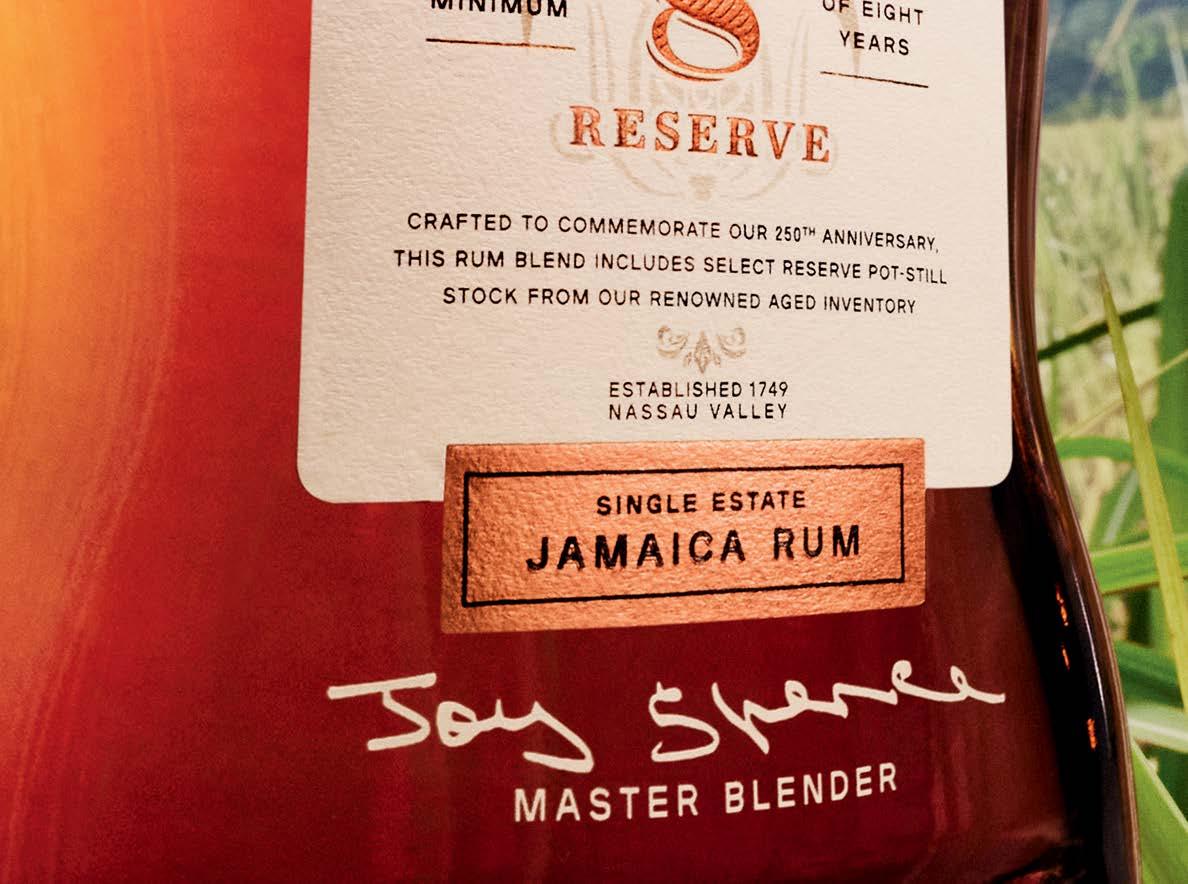 MINIMUM
8
OF EIGHT
YEARS
RESERVE
CRAFTED TO COMMEMORATE OUR 250TH ANNIVERSARY,
THIS RUM BLEND INCLUDES SELECT RESERVE POT-STILL
STOCK FROM OUR RENOWNED AGED INVENTORY
ESTABLISHED 1749
NASSAU VALLEY
SINGLE ESTATE
JAMAICA RUM
Joy Spence
MASTER BLENDER